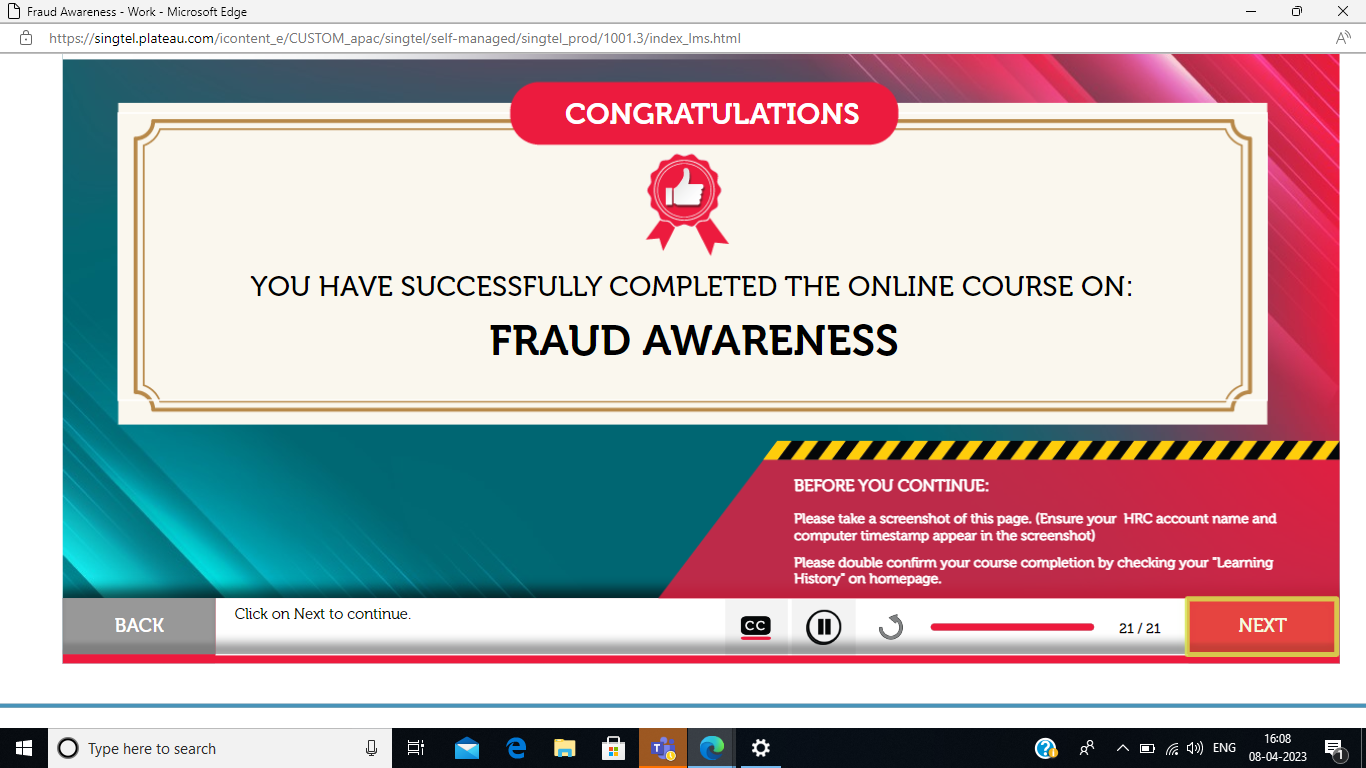 Fraud Awareness - Work - Microsoft Edge
https://singtel.plateau.com/icontent_e/CUSTOM_apac/singtel/self-managed/singtel_prod/1001.3/index_lms.html
CONGRATULATIONS
YOU HAVE SUCCESSFULLY COMPLETED THE ONLINE COURSE ON:
FRAUD AWARENESS
BEFORE YOU CONTINUE:
Please take a screenshot of this page. (Ensure your HRC account name and
computer timestamp appear in the screenshot)
Please double confirm your course completion by checking your "Learning
History" on homepage.
BACK
Click on Next to continue.
CC
21 / 21
NEXT
Type here to search
ENG
16:08
08-04-2023
1